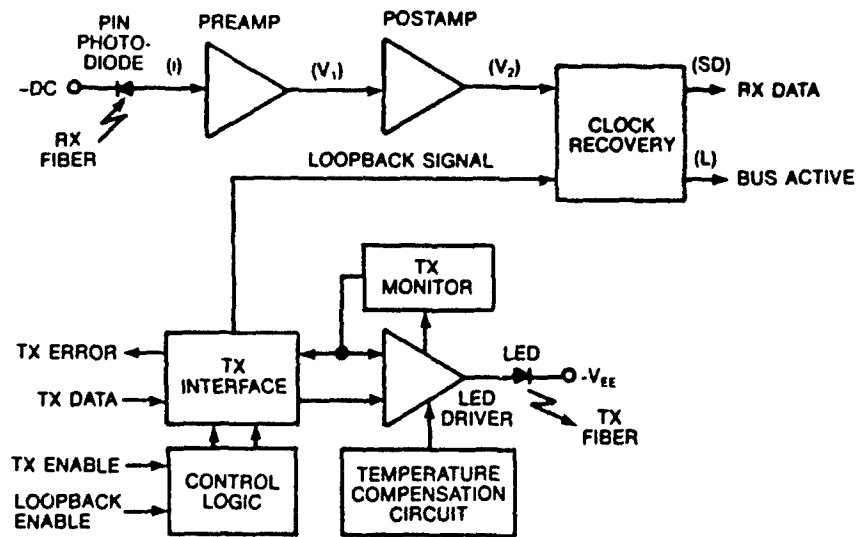 PIN
PHOTO-
DIODE
PREAMP
POSTAMP
-DC
(I)
(V₁)
(V₂)
(SD)
RX DATA
RX
FIBER
CLOCK
RECOVERY
LOOPBACK SIGNAL
(L)
BUS ACTIVE
TX
MONITOR
TX ERROR
TX
INTERFACE
TX DATA
LED
-VEE
LED
DRIVER
TX
FIBER
TX ENABLE
LOOPBACK
ENABLE
CONTROL
LOGIC
TEMPERATURE
COMPENSATION
CIRCUIT